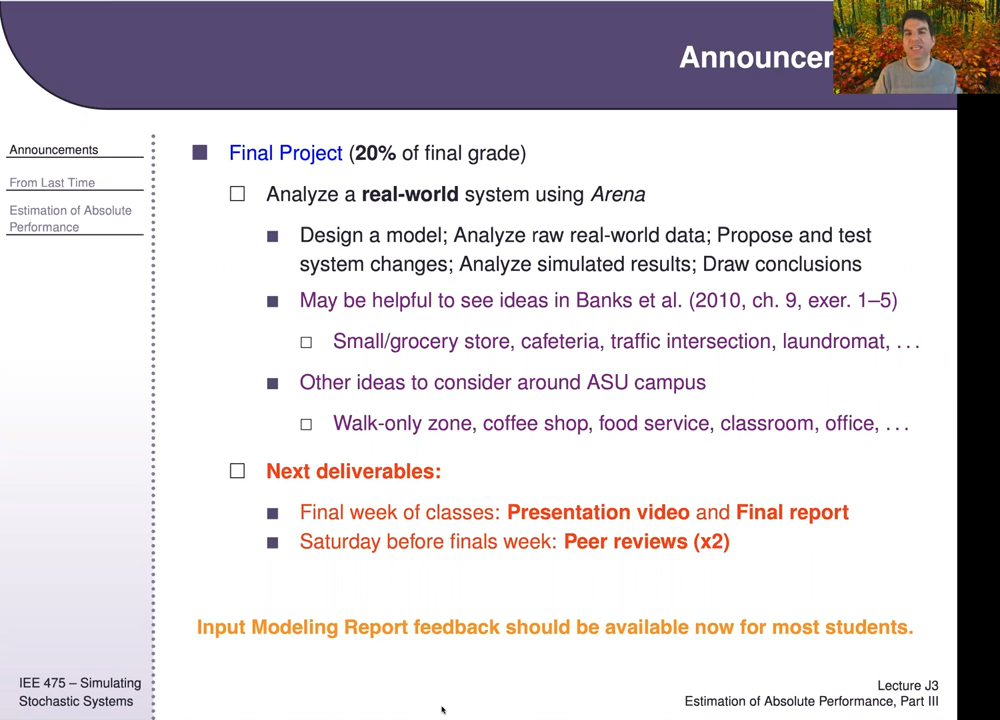 Announcer
Announcements
From Last Time
Estimation of Absolute
Performance
Final Project (20% of final grade)
Analyze a real-world system using Arena
Design a model; Analyze raw real-world data; Propose and test
system changes; Analyze simulated results; Draw conclusions
May be helpful to see ideas in Banks et al. (2010, ch. 9, exer. 1–5)
Small/grocery store, cafeteria, traffic intersection, laundromat, . . .
Other ideas to consider around ASU campus
Walk-only zone, coffee shop, food service, classroom, office, . . .
Next deliverables:
Final week of classes: Presentation video and Final report
Saturday before finals week: Peer reviews (x2)
Input Modeling Report feedback should be available now for most students.
IEE 475 – Simulating
Stochastic Systems
Lecture J3
Estimation of Absolute Performance, Part III